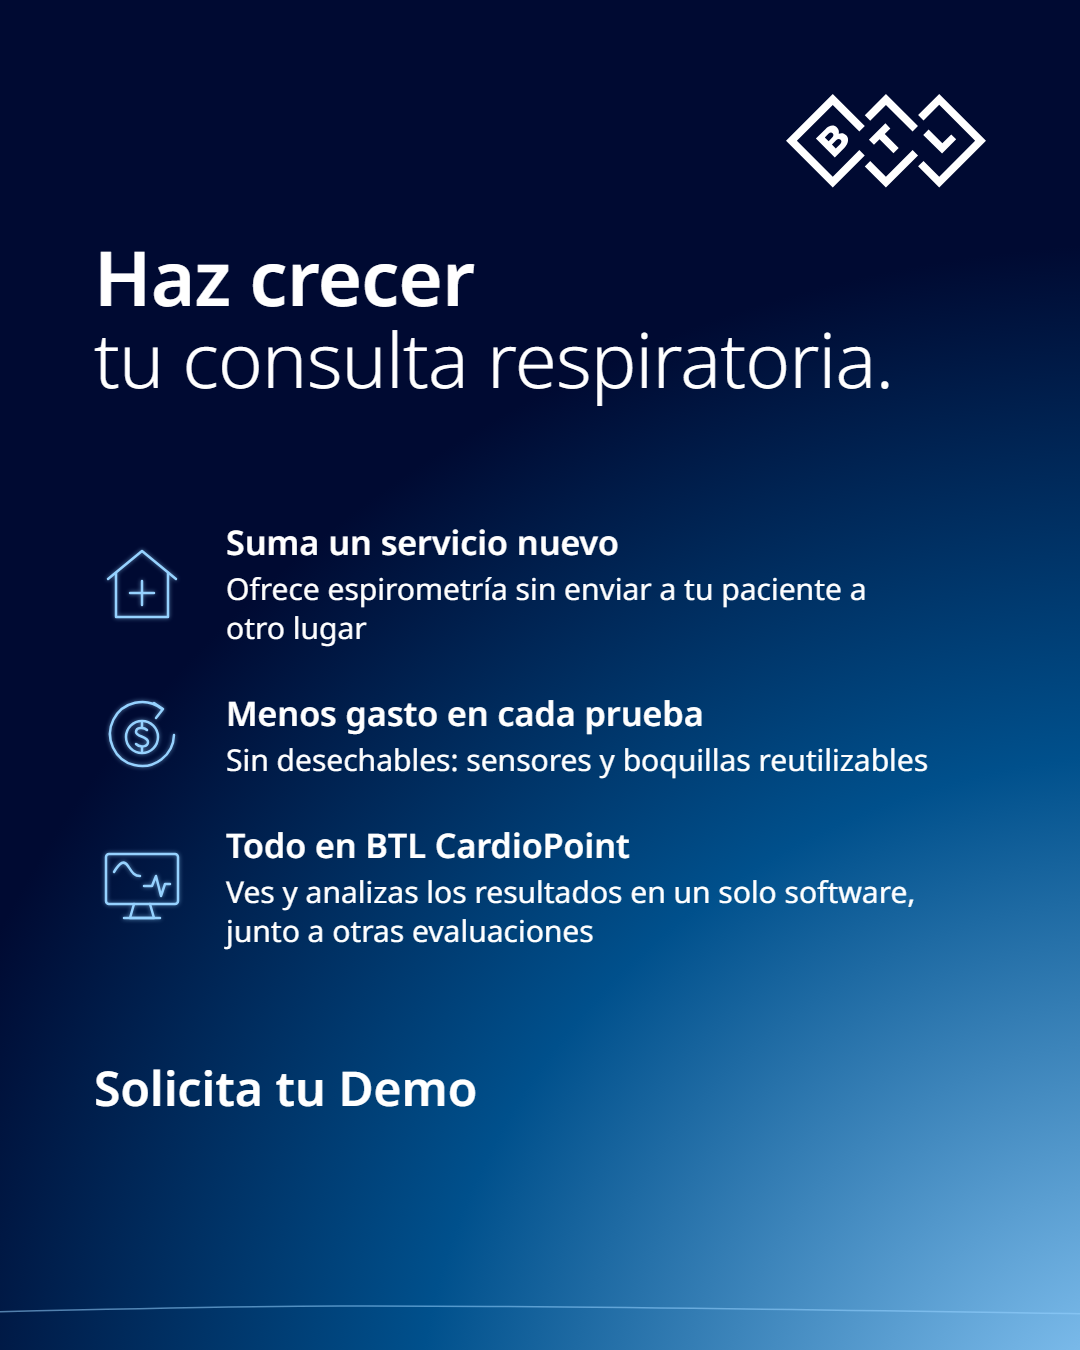 BTL
Haz crecer
tu consulta respiratoria.
Suma un servicio nuevo
Ofrece espirometría sin enviar a tu paciente a
otro lugar
$
Menos gasto en cada prueba
Sin desechables: sensores y boquillas reutilizables
Todo en BTL CardioPoint
Ves y analizas los resultados en un solo software,
junto a otras evaluaciones
Solicita tu Demo